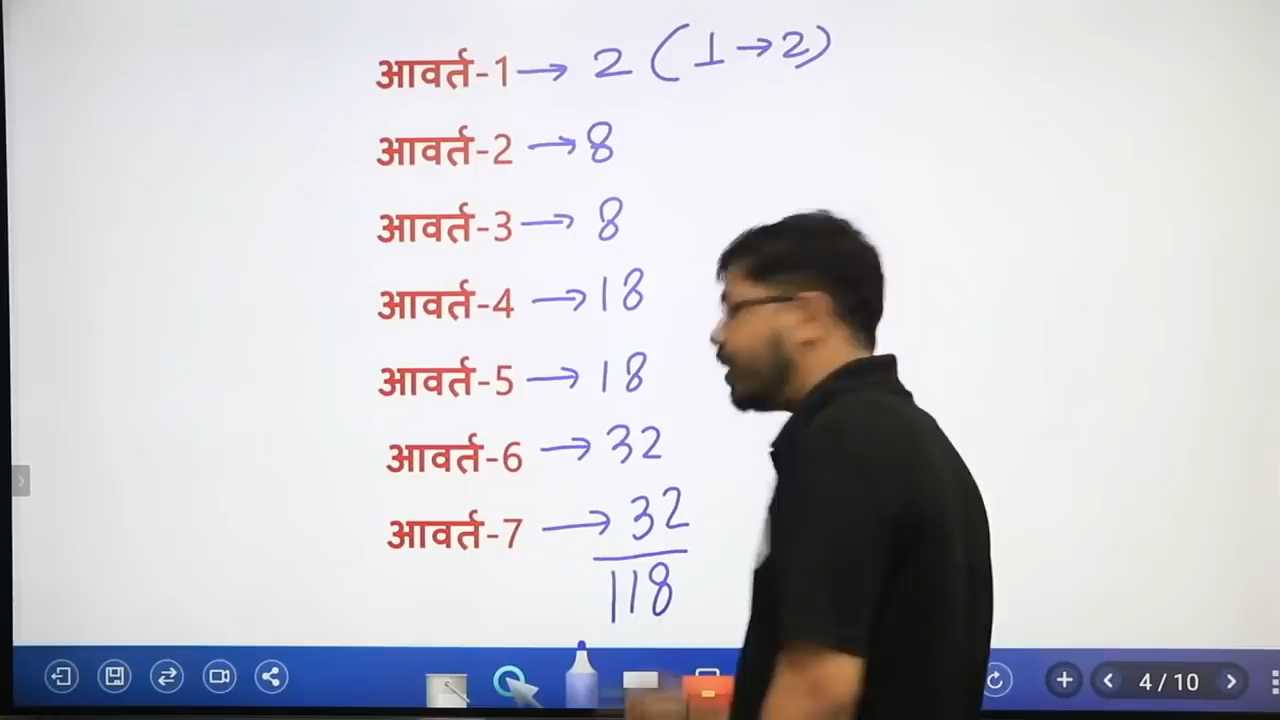 आवर्त-1 → 2 (1 → 2)
आवर्त-2 → 8
आवर्त-3 → 8
आवर्त-4 → 18
आवर्त-5 → 18
आवर्त-6 → 32
आवर्त-7 → 32
118
4 / 10